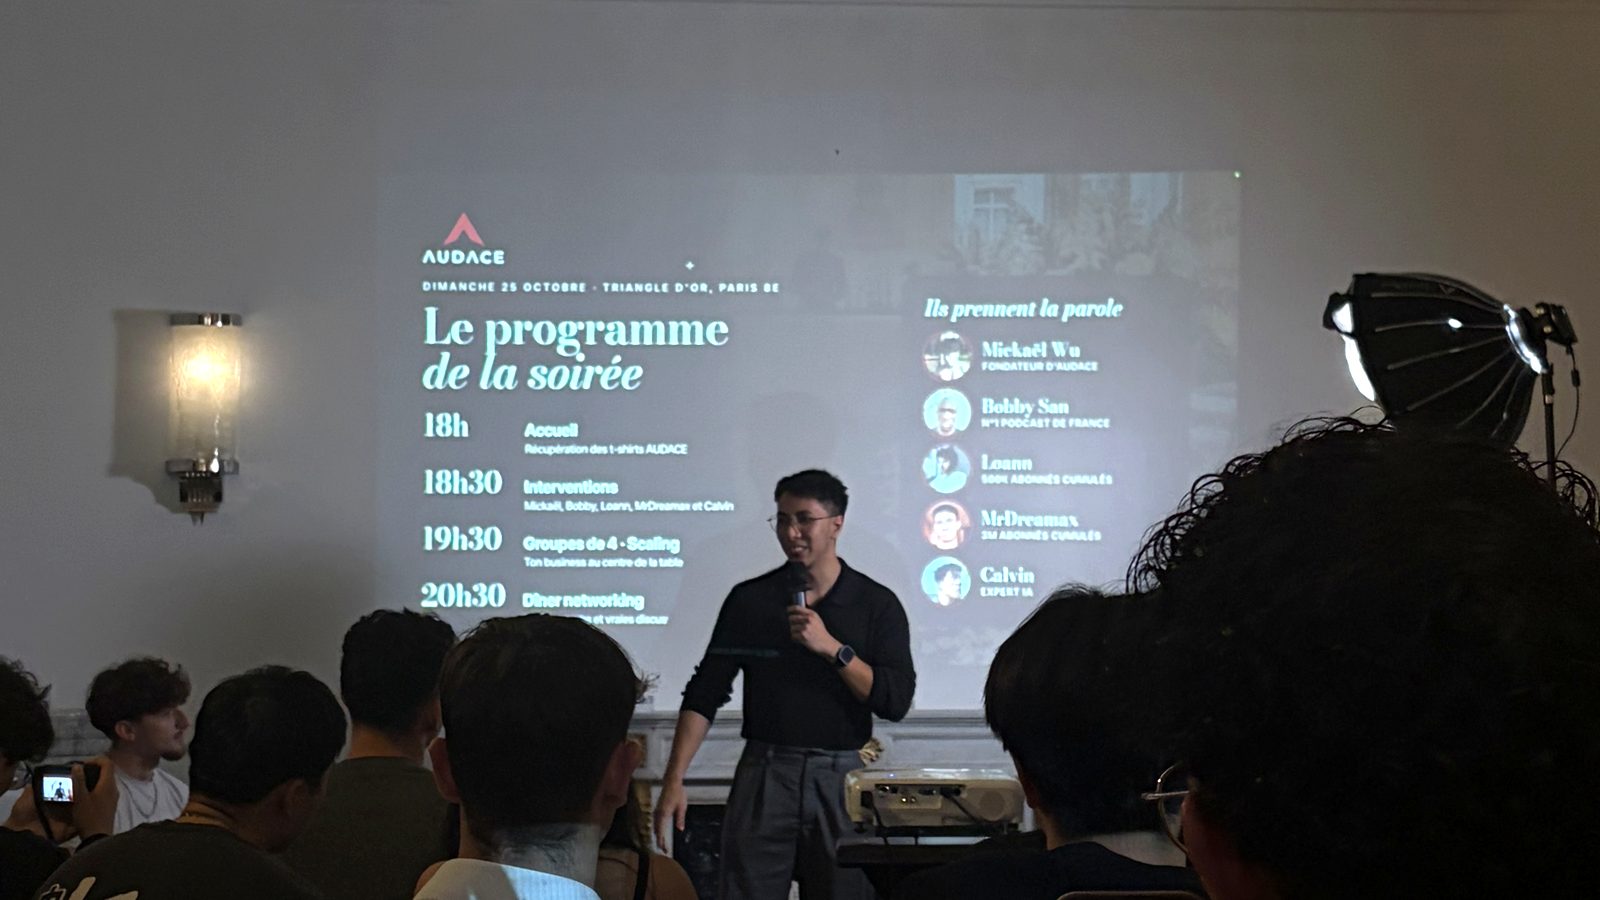 AUDACE
DIMANCHE 25 OCTOBRE · TRIANGLE D'OR, PARIS 8E
Le programme
de la soirée
18h
Accueil
Récupération des t-shirts AUDACE
18h30
Interventions
Mickaël, Bobby, Loann, MrDreamax et Calvin
19h30
Groupes de 4 · Scaling
Ton business au centre de la table
20h30
Dîner networking
et vraies discus
Ils prennent la parole
Mickaël Wu
FONDATEUR D'AUDACE
Bobby San
N°1 PODCAST DE FRANCE
Loann
500K ABONNÉS CUMULÉS
MrDreamax
3M ABONNÉS CUMULÉS
Calvin
EXPERT IA